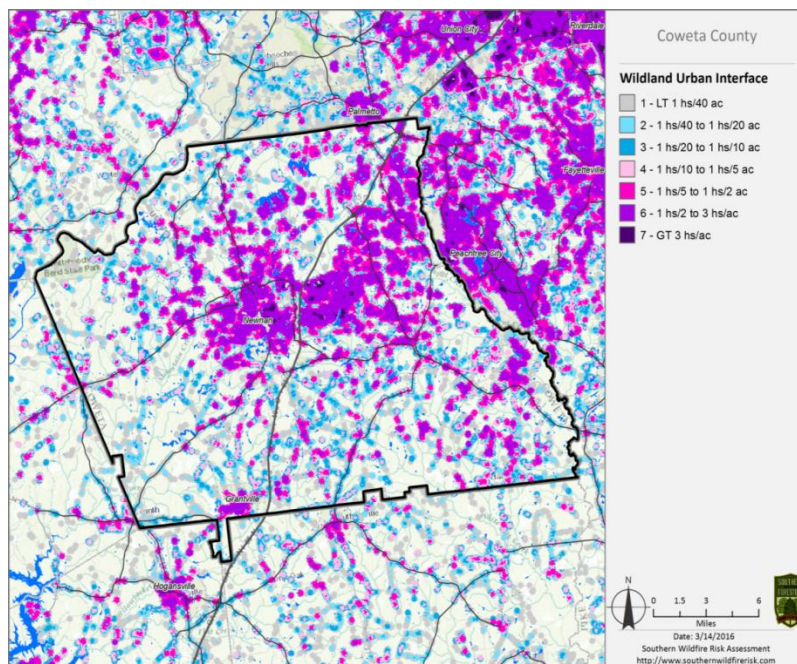 Coweta County
Wildland Urban Interface
1 - LT 1 hs/40 ac
2 - 1 hs/40 to 1 hs/20 ac
3 - 1 hs/20 to 1 hs/10 ac
4 - 1 hs/10 to 1 hs/5 ac
5 - 1 hs/5 to 1 hs/2 ac
6 - 1 hs/2 to 3 hs/ac
7 - GT 3 hs/ac
Union City
Riverdale
Palmetto
Fayetteville
Peachtree City
Bend State Park
Newnan
Grantville
Hogansville
PIKE
N
0 1.5 3 6
Miles
Date: 3/14/2016
Southern Wildfire Risk Assessment
http://www.southernwildfirerisk.com